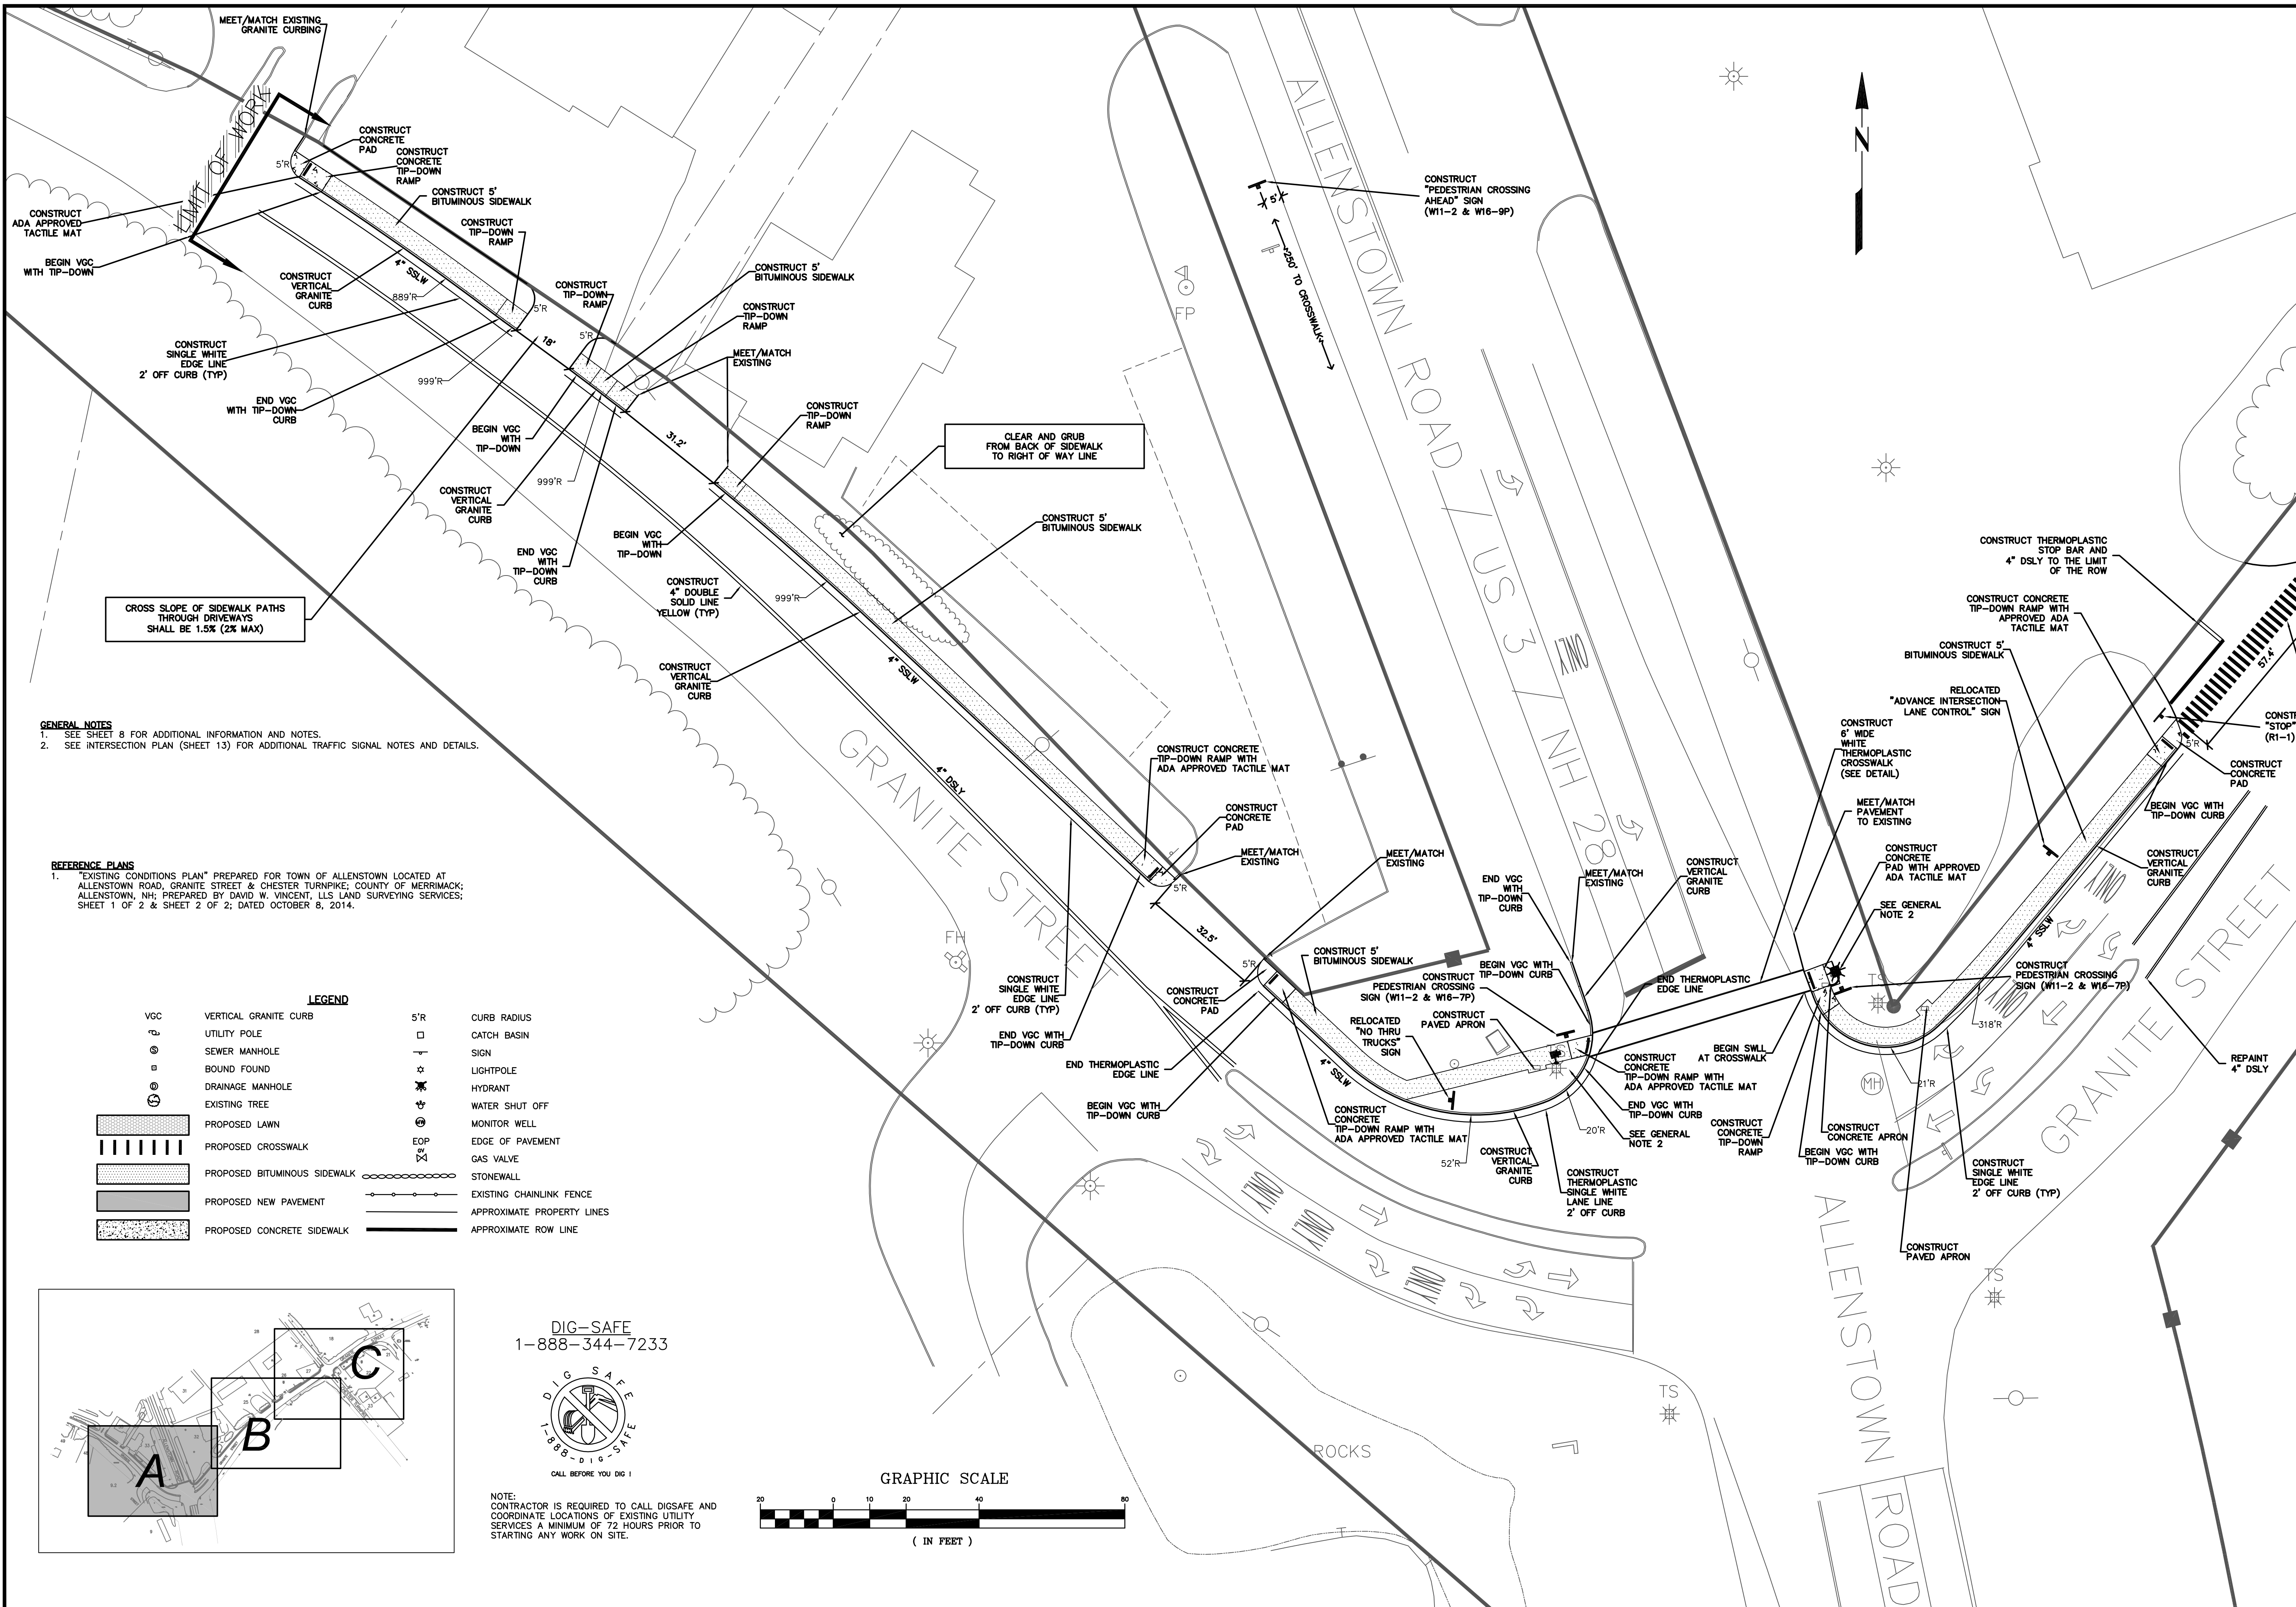 MEET/MATCH EXISTING
GRANITE CURBING
LIMIT OF WORK
CONSTRUCT
CONCRETE
PAD
5'R
CONSTRUCT
CONCRETE
TIP-DOWN
RAMP
CONSTRUCT 5'
BITUMINOUS SIDEWALK
CONSTRUCT
TIP-DOWN
RAMP
CONSTRUCT
ADA APPROVED
TACTILE MAT
BEGIN VGC
WITH TIP-DOWN
CONSTRUCT
VERTICAL
GRANITE
CURB
4" SSLW
889'R
CONSTRUCT
SINGLE WHITE
EDGE LINE
2' OFF CURB (TYP)
999'R
END VGC
WITH TIP-DOWN
CURB
5'R
18'
CONSTRUCT
TIP-DOWN
RAMP
5'R
CONSTRUCT 5'
BITUMINOUS SIDEWALK
CONSTRUCT
TIP-DOWN
RAMP
MEET/MATCH
EXISTING
BEGIN VGC
WITH
TIP-DOWN
31.2'
CONSTRUCT
TIP-DOWN
RAMP
999'R
CONSTRUCT
VERTICAL
GRANITE
CURB
END VGC
WITH
TIP-DOWN
CURB
BEGIN VGC
WITH
TIP-DOWN
CLEAR AND GRUB
FROM BACK OF SIDEWALK
TO RIGHT OF WAY LINE
CONSTRUCT 5'
BITUMINOUS SIDEWALK
CONSTRUCT
4" DOUBLE
SOLID LINE
YELLOW (TYP)
999'R
CROSS SLOPE OF SIDEWALK PATHS
THROUGH DRIVEWAYS
SHALL BE 1.5% (2% MAX)
CONSTRUCT
VERTICAL
GRANITE
CURB
4" SSLW
4" DSLY
GRANITE STREET
FP
CONSTRUCT
"PEDESTRIAN CROSSING
AHEAD" SIGN
(W11-2 & W16-9P)
5'
~250' TO CROSSWALK
ALLENSTOWN ROAD / US 3 / NH 28
ONLY
N
GENERAL NOTES
1. SEE SHEET 8 FOR ADDITIONAL INFORMATION AND NOTES.
2. SEE INTERSECTION PLAN (SHEET 13) FOR ADDITIONAL TRAFFIC SIGNAL NOTES AND DETAILS.
REFERENCE PLANS
1. "EXISTING CONDITIONS PLAN" PREPARED FOR TOWN OF ALLENSTOWN LOCATED AT
ALLENSTOWN ROAD, GRANITE STREET & CHESTER TURNPIKE; COUNTY OF MERRIMACK;
ALLENSTOWN, NH; PREPARED BY DAVID W. VINCENT, LLS LAND SURVEYING SERVICES;
SHEET 1 OF 2 & SHEET 2 OF 2; DATED OCTOBER 8, 2014.
CONSTRUCT THERMOPLASTIC
STOP BAR AND
4" DSLY TO THE LIMIT
OF THE ROW
CONSTRUCT CONCRETE
TIP-DOWN RAMP WITH
APPROVED ADA
TACTILE MAT
CONSTRUCT 5'
BITUMINOUS SIDEWALK
RELOCATED
"ADVANCE INTERSECTION
LANE CONTROL" SIGN
57.4'
"STOP"
(R1-1)
5'R
CONSTRUCT
CONCRETE
PAD
CONSTRUCT
6' WIDE
WHITE
THERMOPLASTIC
CROSSWALK
(SEE DETAIL)
MEET/MATCH
PAVEMENT
TO EXISTING
BEGIN VGC WITH
TIP-DOWN CURB
CONSTRUCT
CONCRETE
PAD WITH APPROVED
ADA TACTILE MAT
CONSTRUCT
VERTICAL
GRANITE
CURB
SEE GENERAL
NOTE 2
ONLY
4" SSLW
CONSTRUCT
PEDESTRIAN CROSSING
SIGN (W11-2 & W16-7P)
ONLY
GRANITE STREET
CONSTRUCT CONCRETE
TIP-DOWN RAMP WITH
ADA APPROVED TACTILE MAT
CONSTRUCT
CONCRETE
PAD
MEET/MATCH
EXISTING
5'R
32.5'
MEET/MATCH
EXISTING
5'R
CONSTRUCT 5'
BITUMINOUS SIDEWALK
END VGC
WITH
TIP-DOWN
CURB
MEET/MATCH
EXISTING
CONSTRUCT
VERTICAL
GRANITE
CURB
BEGIN VGC WITH
TIP-DOWN CURB
CONSTRUCT
PEDESTRIAN CROSSING
SIGN (W11-2 & W16-7P)
END THERMOPLASTIC
EDGE LINE
FH
CONSTRUCT
SINGLE WHITE
EDGE LINE
2' OFF CURB (TYP)
CONSTRUCT
CONCRETE
PAD
END VGC WITH
TIP-DOWN CURB
RELOCATED
"NO THRU
TRUCKS"
SIGN
CONSTRUCT
PAVED APRON
TS
END THERMOPLASTIC
EDGE LINE
BEGIN VGC WITH
TIP-DOWN CURB
4" SSLW
CONSTRUCT
CONCRETE
TIP-DOWN RAMP WITH
ADA APPROVED TACTILE MAT
BEGIN SWLL
AT CROSSWALK
CONSTRUCT
CONCRETE
TIP-DOWN RAMP WITH
ADA APPROVED TACTILE MAT
END VGC WITH
TIP-DOWN CURB
20'R
SEE GENERAL
NOTE 2
52'R
CONSTRUCT
VERTICAL
GRANITE
CURB
CONSTRUCT
THERMOPLASTIC
SINGLE WHITE
LANE LINE
2' OFF CURB
CONSTRUCT
CONCRETE
TIP-DOWN
RAMP
CONSTRUCT
CONCRETE APRON
BEGIN VGC WITH
TIP-DOWN CURB
TS
318'R
MH
21'R
REPAINT
4" DSLY
CONSTRUCT
SINGLE WHITE
EDGE LINE
2' OFF CURB (TYP)
CONSTRUCT
PAVED APRON
TS
ONLY
ONLY
ONLY
ALLENSTOWN ROAD
TS
ROCKS
T
LEGEND
VGC VERTICAL GRANITE CURB
UTILITY POLE
S SEWER MANHOLE
BOUND FOUND
D DRAINAGE MANHOLE
EXISTING TREE
PROPOSED LAWN
PROPOSED CROSSWALK
PROPOSED BITUMINOUS SIDEWALK
PROPOSED NEW PAVEMENT
PROPOSED CONCRETE SIDEWALK
5'R CURB RADIUS
CATCH BASIN
SIGN
LIGHTPOLE
HYDRANT
WATER SHUT OFF
MW MONITOR WELL
EOP EDGE OF PAVEMENT
GV GAS VALVE
STONEWALL
EXISTING CHAINLINK FENCE
APPROXIMATE PROPERTY LINES
APPROXIMATE ROW LINE
A
B
C
DIG-SAFE
1-888-344-7233
DIG SAFE
1-888-DIG-SAFE
CALL BEFORE YOU DIG !
NOTE:
CONTRACTOR IS REQUIRED TO CALL DIGSAFE AND
COORDINATE LOCATIONS OF EXISTING UTILITY
SERVICES A MINIMUM OF 72 HOURS PRIOR TO
STARTING ANY WORK ON SITE.
GRAPHIC SCALE
20 0 10 20 40 80
( IN FEET )